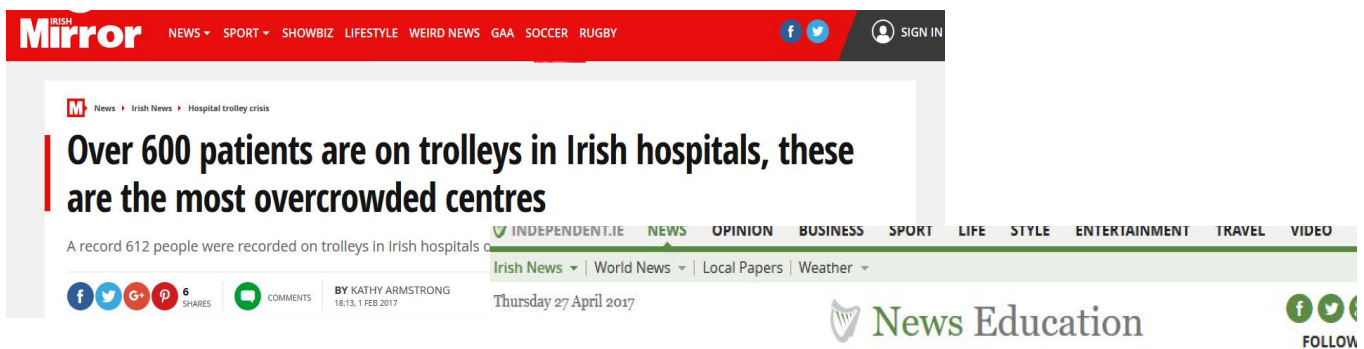 IRISH
Mirror
NEWS SPORT SHOWBIZ LIFESTYLE WEIRD NEWS GAA SOCCER RUGBY
SIGN IN
M News Irish News Hospital trolley crisis
Over 600 patients are on trolleys in Irish hospitals, these
are the most overcrowded centres
A record 612 people were recorded on trolleys in Irish hospitals
6
SHARES
COMMENTS
BY KATHY ARMSTRONG
18:13, 1 FEB 2017
INDEPENDENT.IE NEWS OPINION BUSINESS SPORT LIFE STYLE ENTERTAINMENT TRAVEL VIDEO
Irish News | World News | Local Papers | Weather
Thursday 27 April 2017
News Education
FOLLOW